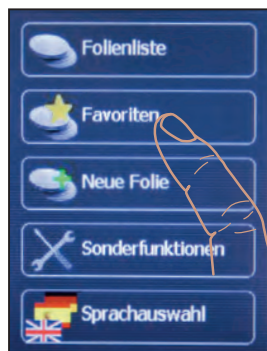 Folienliste
Favoriten
Neue Folie
Sonderfunktionen
Sprachauswahl